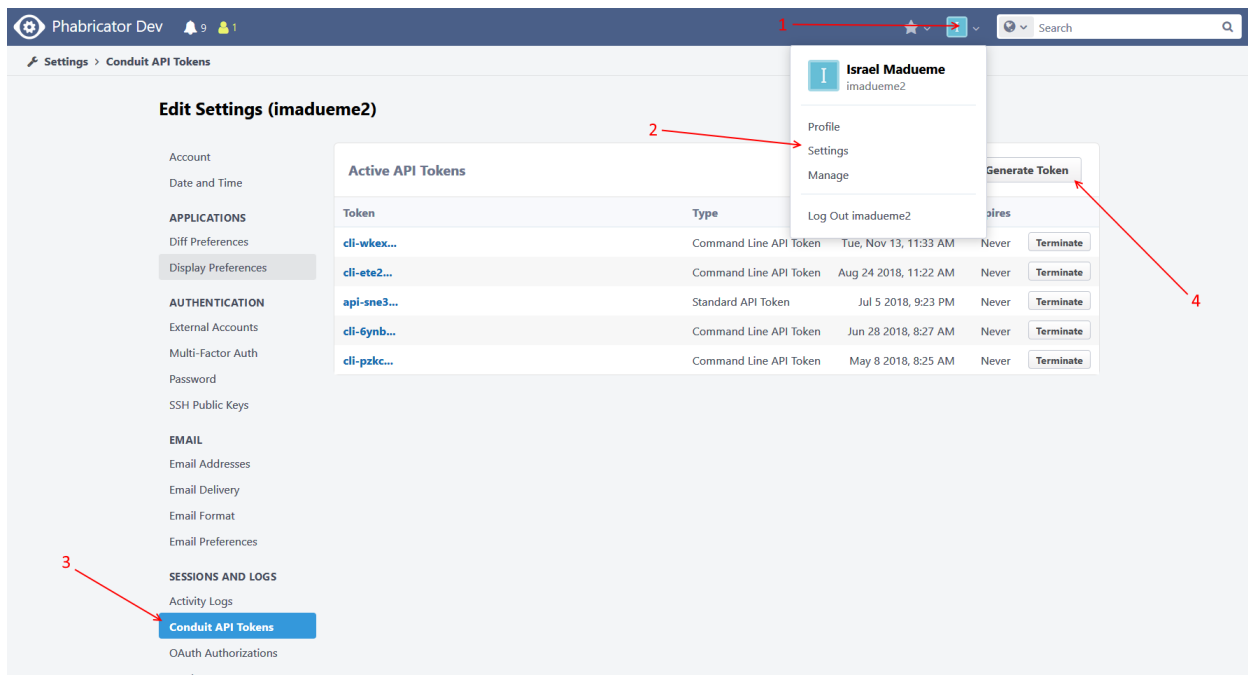 Phabricator Dev 9 1 1 I Search
Settings > Conduit API Tokens
I Israel Madueme
imadueme2
Edit Settings (imadueme2)
2 Profile
Settings
Manage
Log Out imadueme2
Account
Date and Time
APPLICATIONS
Diff Preferences
Display Preferences
AUTHENTICATION
External Accounts
Multi-Factor Auth
Password
SSH Public Keys
EMAIL
Email Addresses
Email Delivery
Email Format
Email Preferences
3
SESSIONS AND LOGS
Activity Logs
Conduit API Tokens
OAuth Authorizations
Active API Tokens Generate Token
Token Type
cli-wkex... Command Line API Token Tue, Nov 13, 11:33 AM Never Terminate
cli-ete2... Command Line API Token Aug 24 2018, 11:22 AM Never Terminate
api-sne3... Standard API Token Jul 5 2018, 9:23 PM Never Terminate
cli-6ynb... Command Line API Token Jun 28 2018, 8:27 AM Never Terminate
cli-pzkc... Command Line API Token May 8 2018, 8:25 AM Never Terminate
4